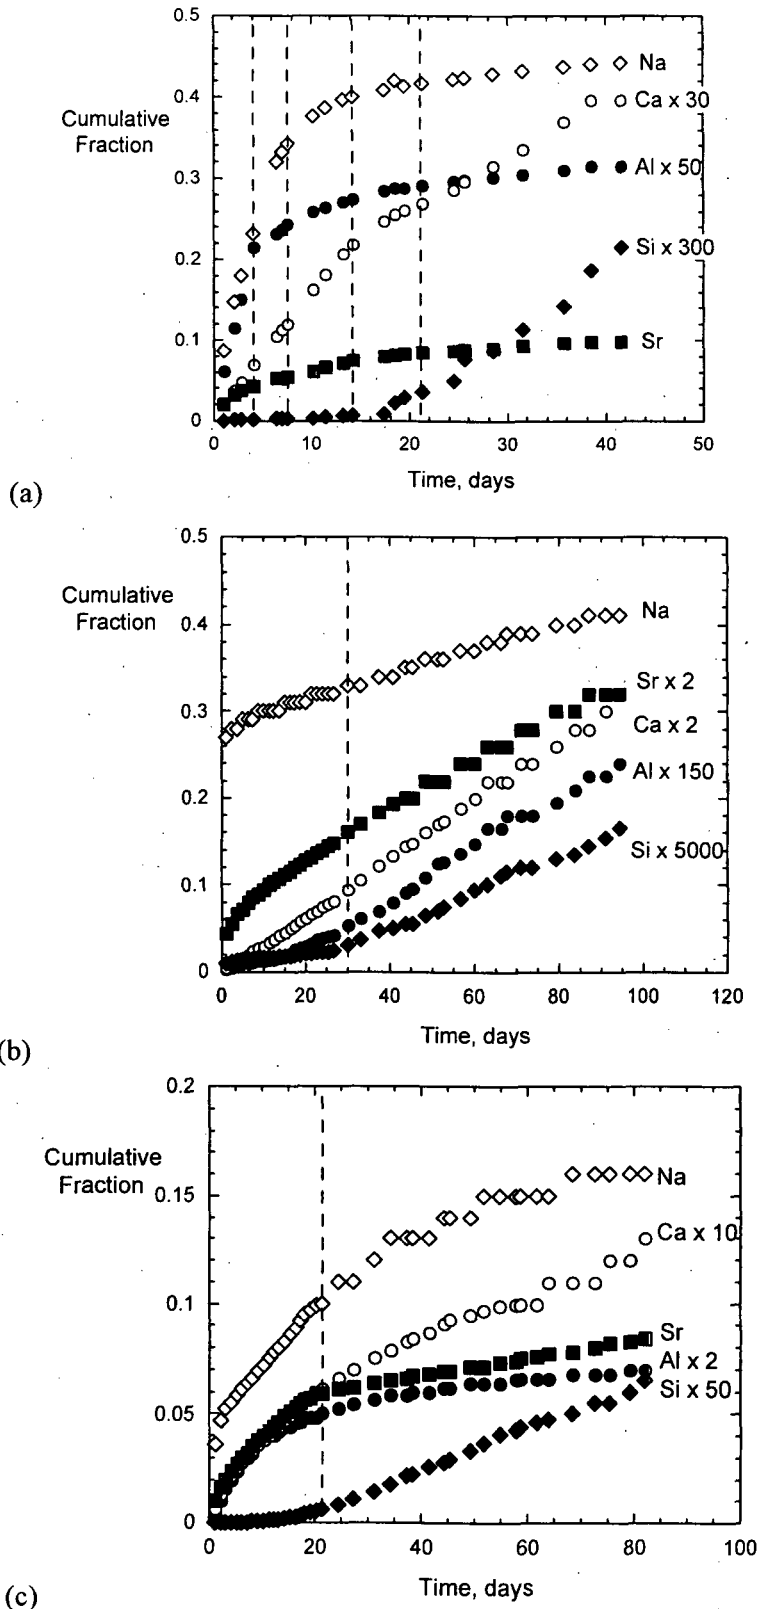 0.5
Na
0.4
Ca x 30
Cumulative
Fraction
0.3
Al x 50
Si x 300
0.2
0.1
Sr
0
0 10 20 30 40 50
Time, days
(a)
0.5
Cumulative
Fraction
Na
0.4
Sr x 2
0.3
Ca x 2
Al x 150
0.2
Si x 5000
0.1
0
0 20 40 60 80 100 120
Time, days
(b)
0.2
Cumulative
Fraction
Na
0.15
Ca x 10
0.1
Sr
Al x 2
Si x 50
0.05
0
0 20 40 60 80 100
Time, days
(c)